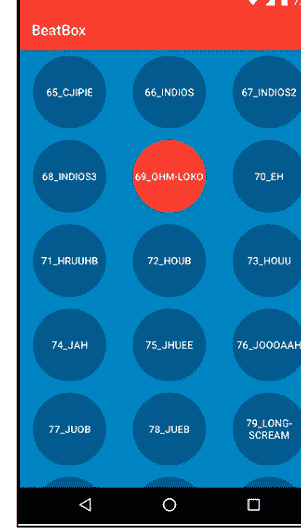 BeatBox
65_CJIPIE
66_INDIOS
67_INDIOS2
68_INDIOS3
69_OHM-LOKO
70_EH
71_HRUUHB
72_HOUB
73_HOUU
74_JAH
75_JHUEE
76_JOOOAAH
77_JUOB
78_JUEB
79_LONG-
SCREAM